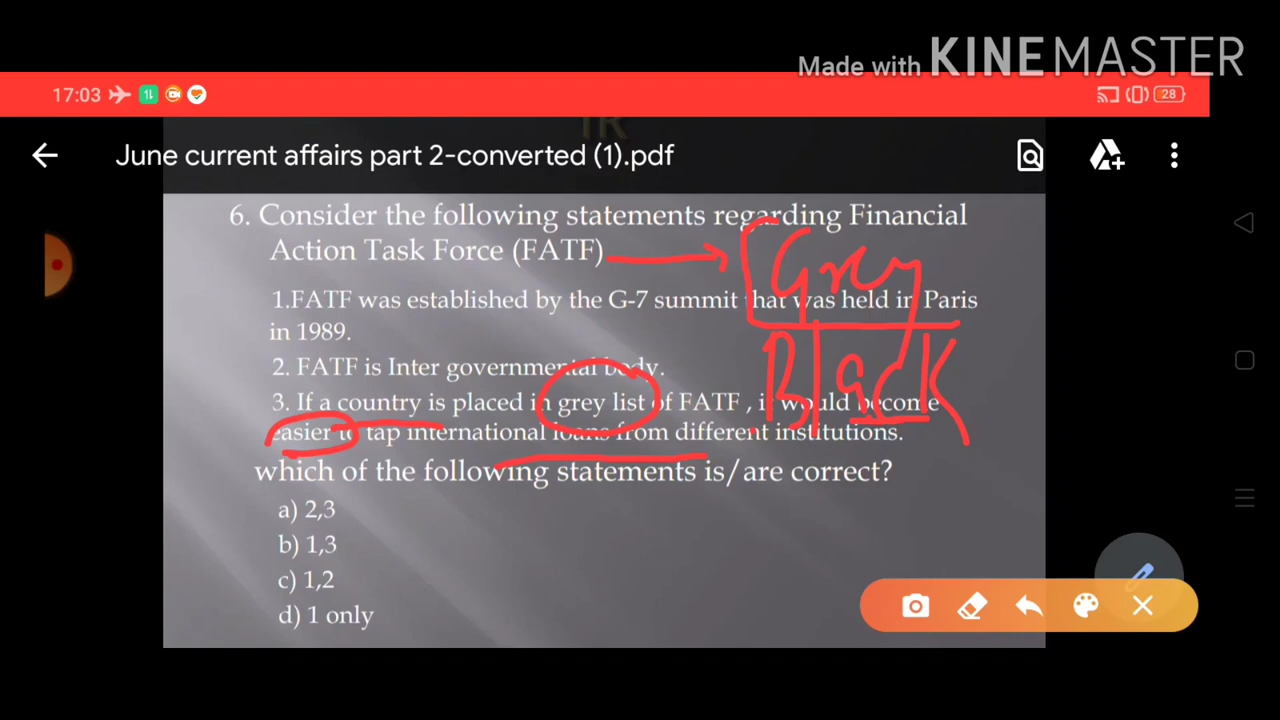 Made with KINEMASTER
17:03
28
IR
June current affairs part 2-converted (1).pdf
6. Consider the following statements regarding Financial
Action Task Force (FATF)
Grey
1.FATF was established by the G-7 summit that was held in Paris
in 1989.
Black
2. FATF is Inter governmental body.
3. If a country is placed in grey list of FATF , it would become
easier to tap international loans from different institutions.
which of the following statements is/are correct?
a) 2,3
b) 1,3
c) 1,2
d) 1 only